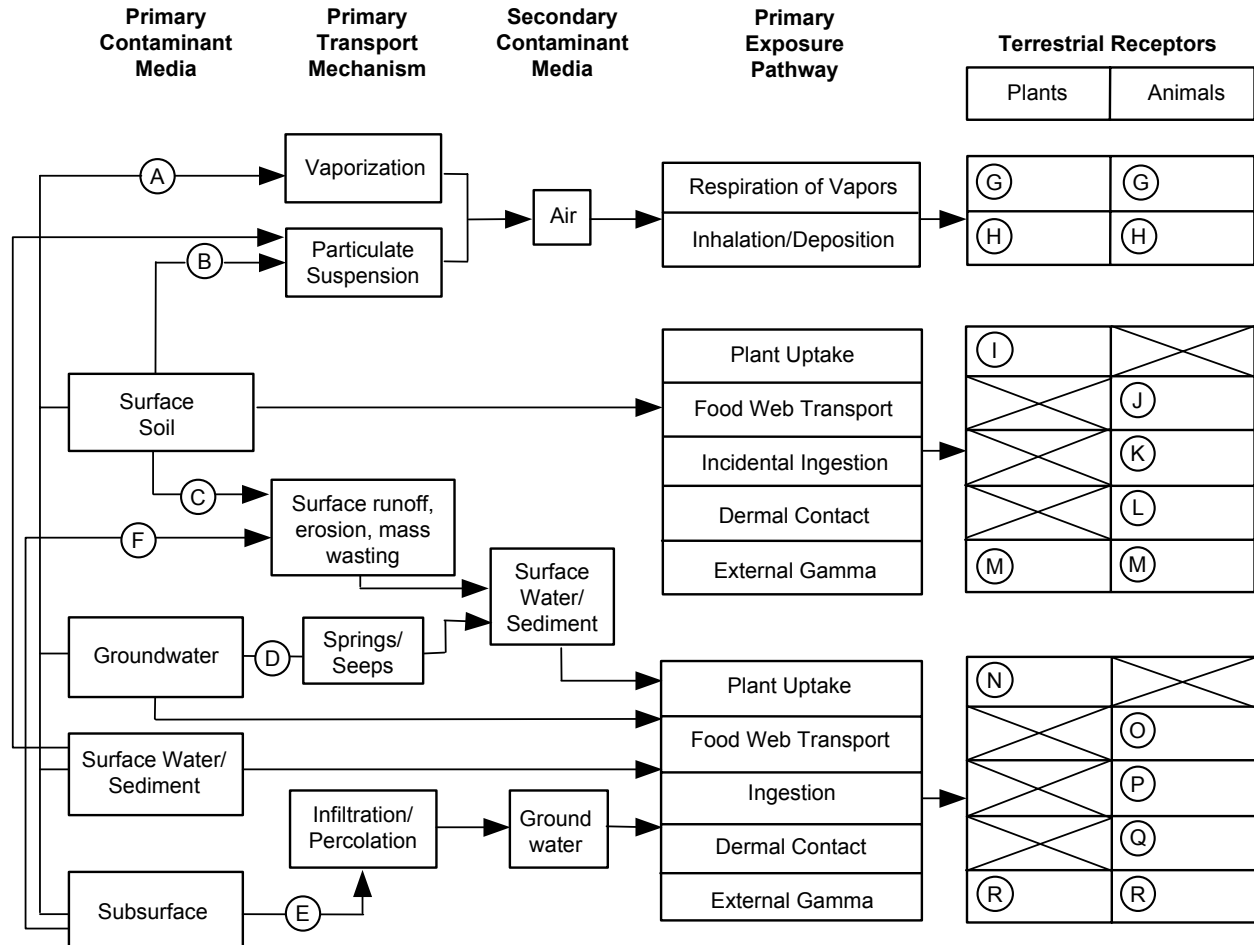 Primary
Contaminant
Media
Primary
Transport
Mechanism
Secondary
Contaminant
Media
Primary
Exposure
Pathway
Terrestrial Receptors
Plants
Animals
A
Vaporization
B
Particulate
Suspension
Air
Respiration of Vapors
Inhalation/Deposition
G
G
H
H
Surface
Soil
C
F
Surface runoff,
erosion, mass
wasting
Plant Uptake
Food Web Transport
Incidental Ingestion
Dermal Contact
External Gamma
I
J
K
L
M
M
Surface
Water/
Sediment
Groundwater
D
Springs/
Seeps
Surface Water/
Sediment
Infiltration/
Percolation
Ground
water
Subsurface
E
Plant Uptake
Food Web Transport
Ingestion
Dermal Contact
External Gamma
N
O
P
Q
R
R